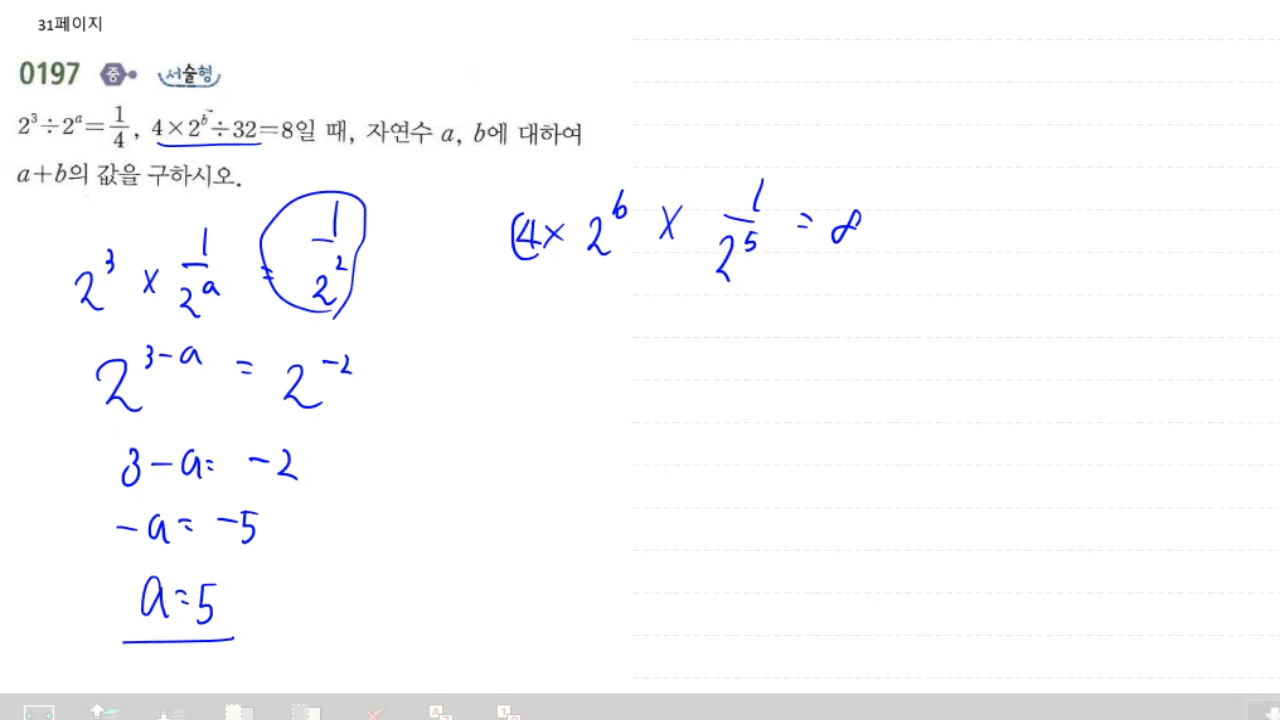 31페이지
0197 중 서술형
2³÷2ᵃ=1/4, 4×2ᵇ÷32=8일 때, 자연수 a, b에 대하여
a+b의 값을 구하시오.
2³ × 1/2ᵃ = 1/2²
2³⁻ᵃ = 2⁻²
3-a= -2
-a= -5
a=5
(4× 2ᵇ × 1/2⁵ = 8